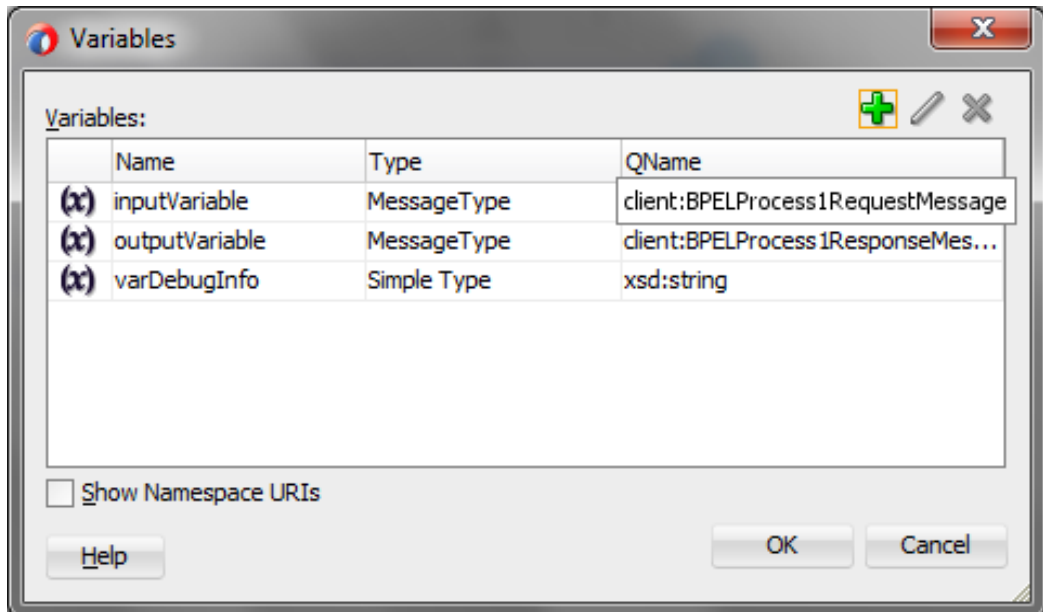 Variables
Variables:
Name Type QName
(x) inputVariable MessageType client:BPELProcess1RequestMessage
(x) outputVariable MessageType client:BPELProcess1ResponseMes...
(x) varDebugInfo Simple Type xsd:string
Show Namespace URIs
Help OK Cancel